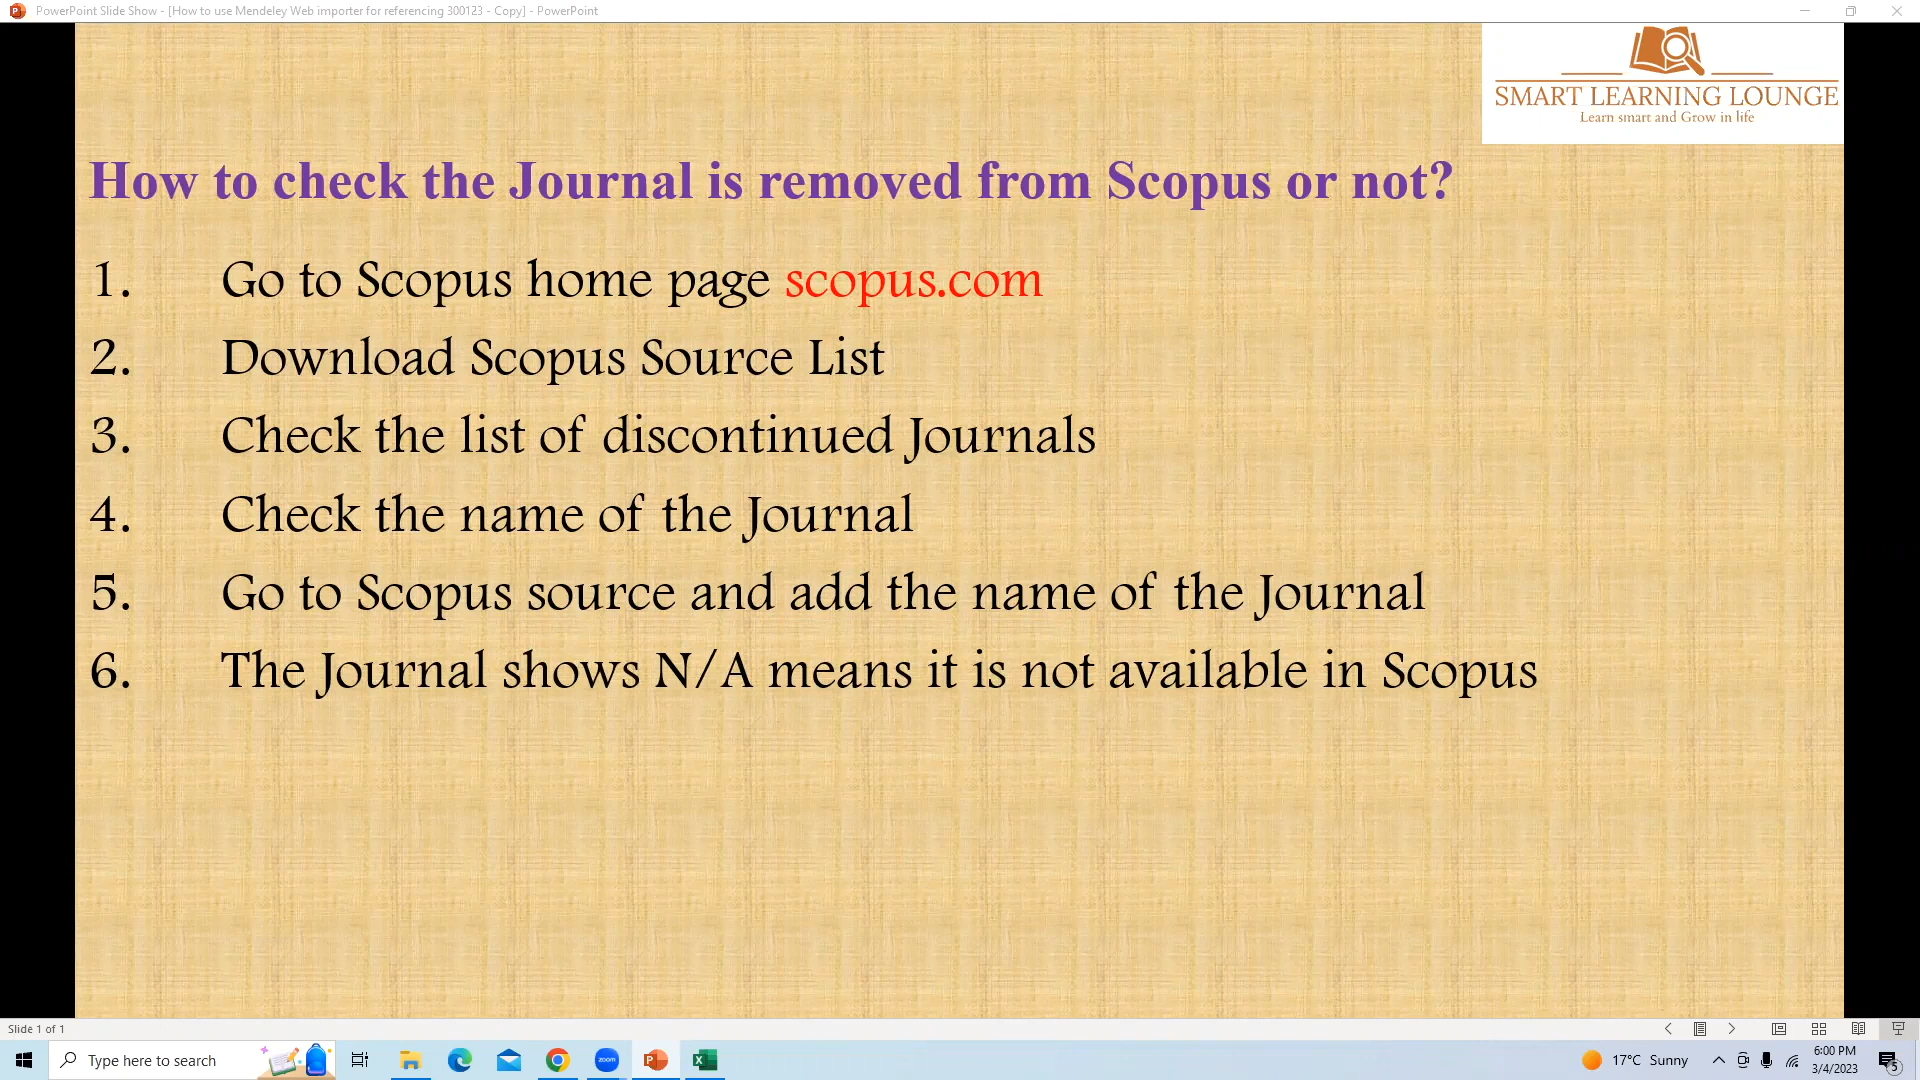 PowerPoint Slide Show - [How to use Mendeley Web importer for referencing 300123 - Copy] - PowerPoint
SMART LEARNING LOUNGE
Learn smart and Grow in life
How to check the Journal is removed from Scopus or not?
1. Go to Scopus home page scopus.com
2. Download Scopus Source List
3. Check the list of discontinued Journals
4. Check the name of the Journal
5. Go to Scopus source and add the name of the Journal
6. The Journal shows N/A means it is not available in Scopus
Slide 1 of 1
Type here to search
zoom
17°C Sunny
6:00 PM
3/4/2023
5